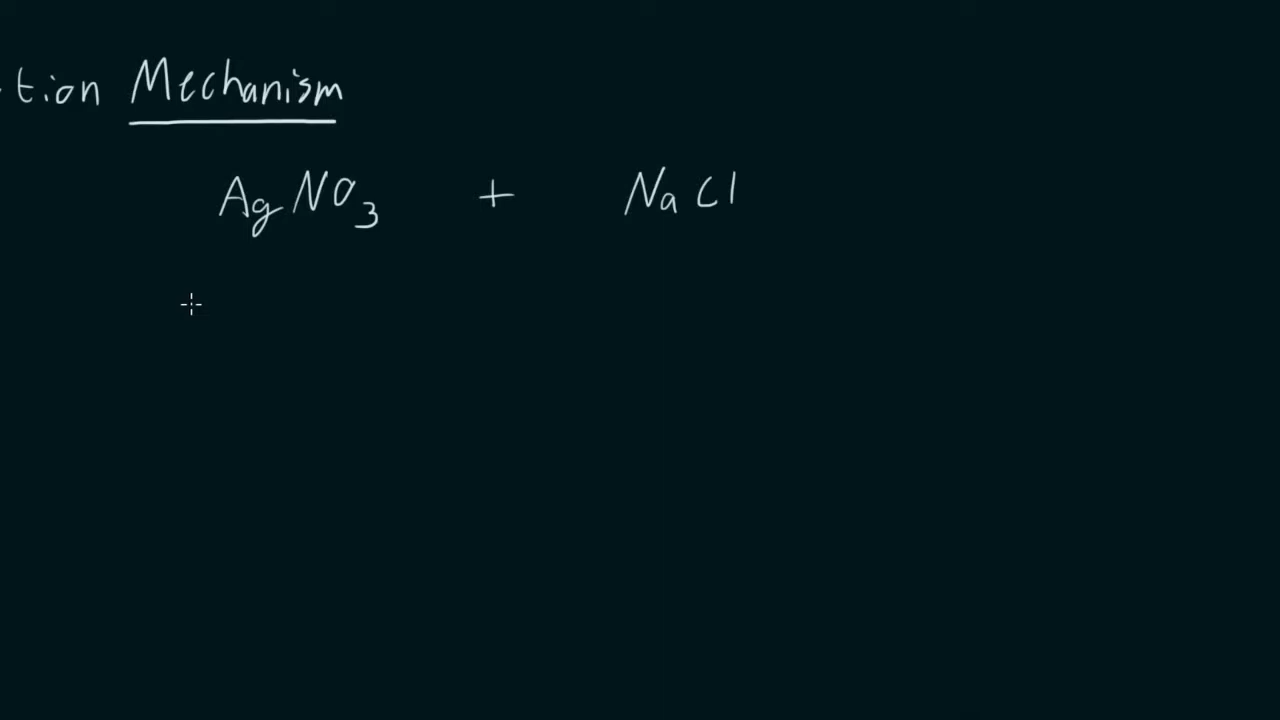 tion Mechanism
AgNO₃ + NaCl